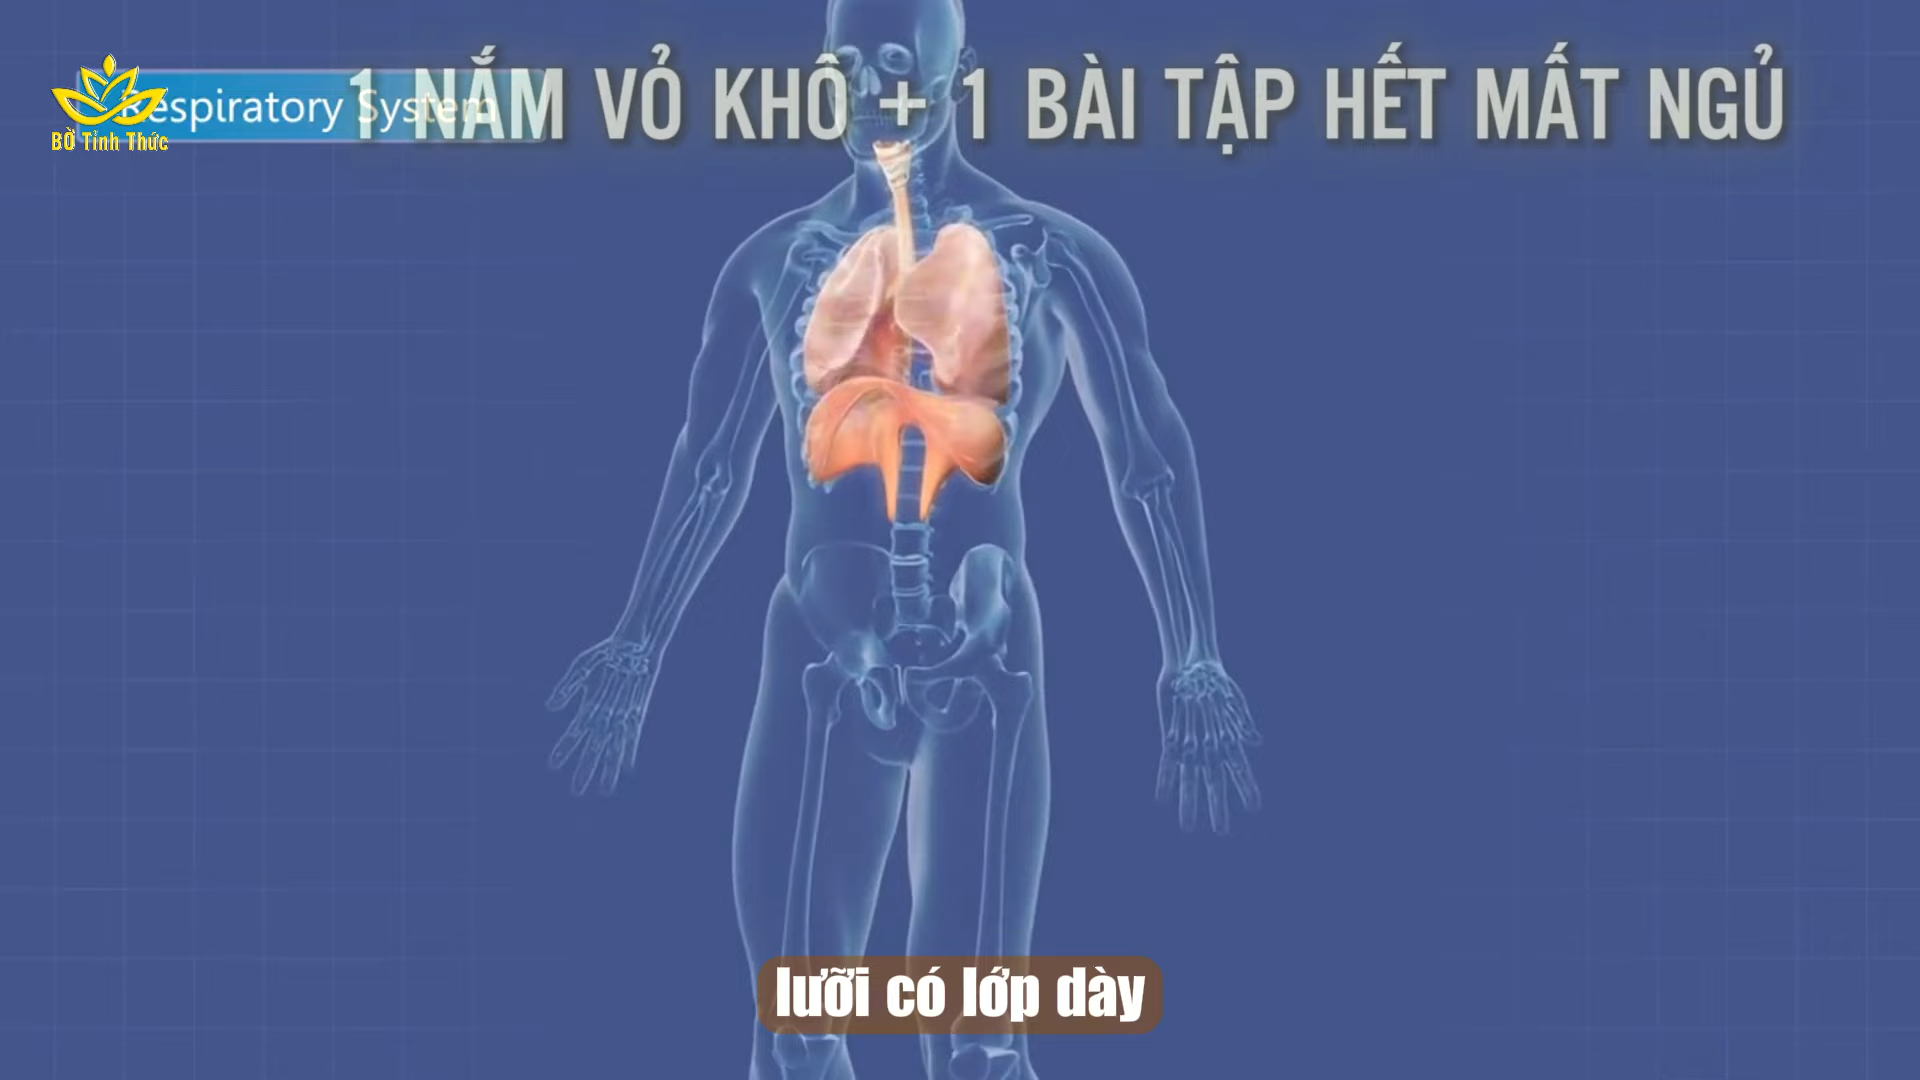 1 NẮM VỎ KHÔ + 1 BÀI TẬP HẾT MẤT NGỦ
Respiratory System
BỜ Tỉnh Thức
lưỡi có lớp dày